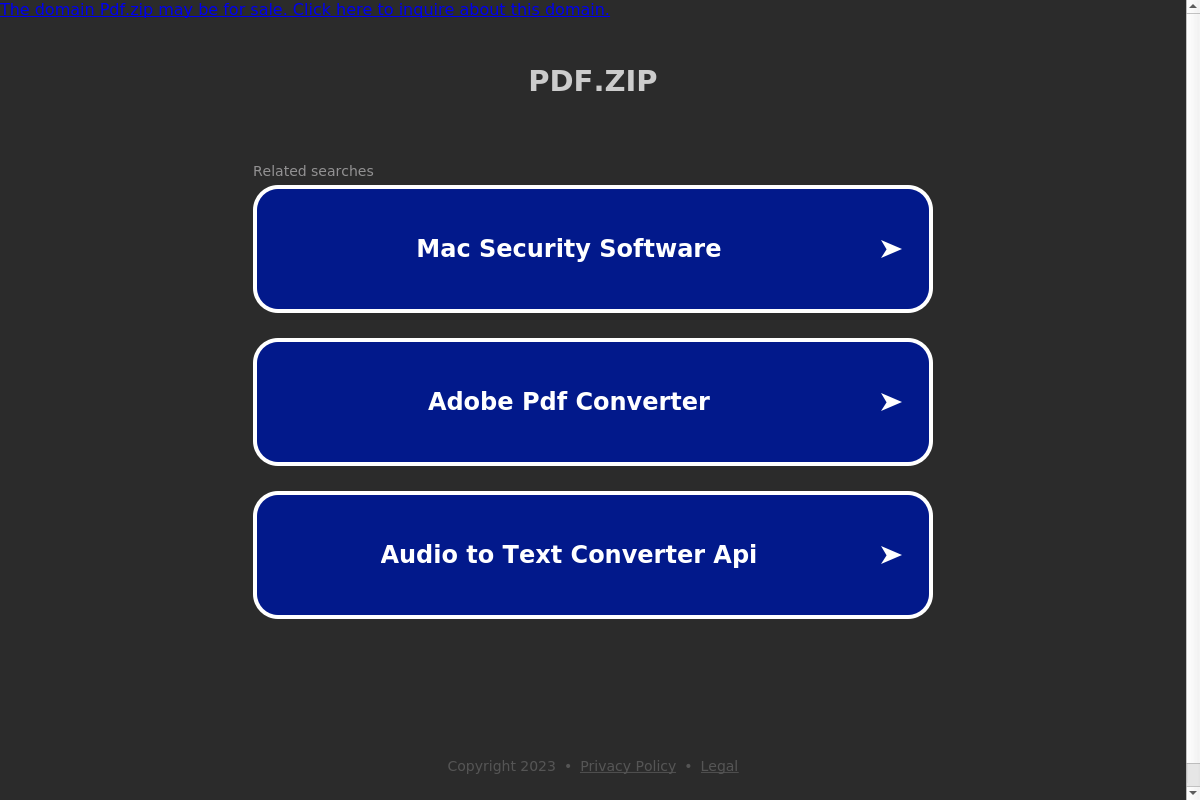 The domain Pdf.zip may be for sale. Click here to inquire about this domain.
PDF.ZIP
Related searches
Mac Security Software
Adobe Pdf Converter
Audio to Text Converter Api
Copyright 2023 • Privacy Policy • Legal